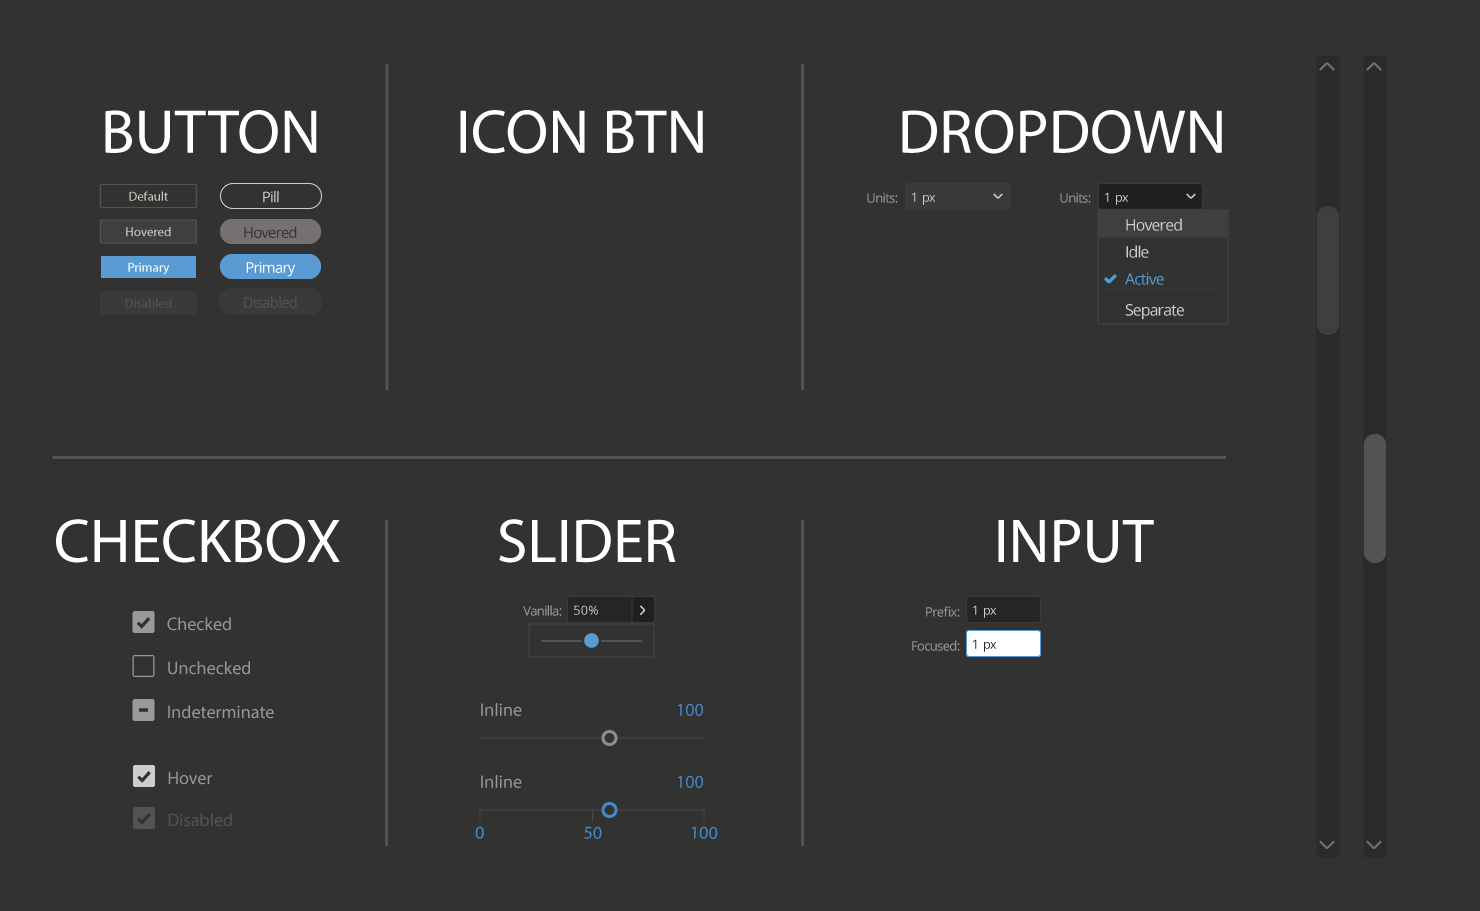 BUTTON
Default
Pill
Hovered
Hovered
Primary
Primary
Disabled
Disabled
ICON BTN
DROPDOWN
Units: 1 px
Units: 1 px
Hovered
Idle
Active
Separate
CHECKBOX
Checked
Unchecked
Indeterminate
Hover
Disabled
SLIDER
Vanilla: 50%
Inline 100
Inline 100
0 50 100
INPUT
Prefix: 1 px
Focused: 1 px